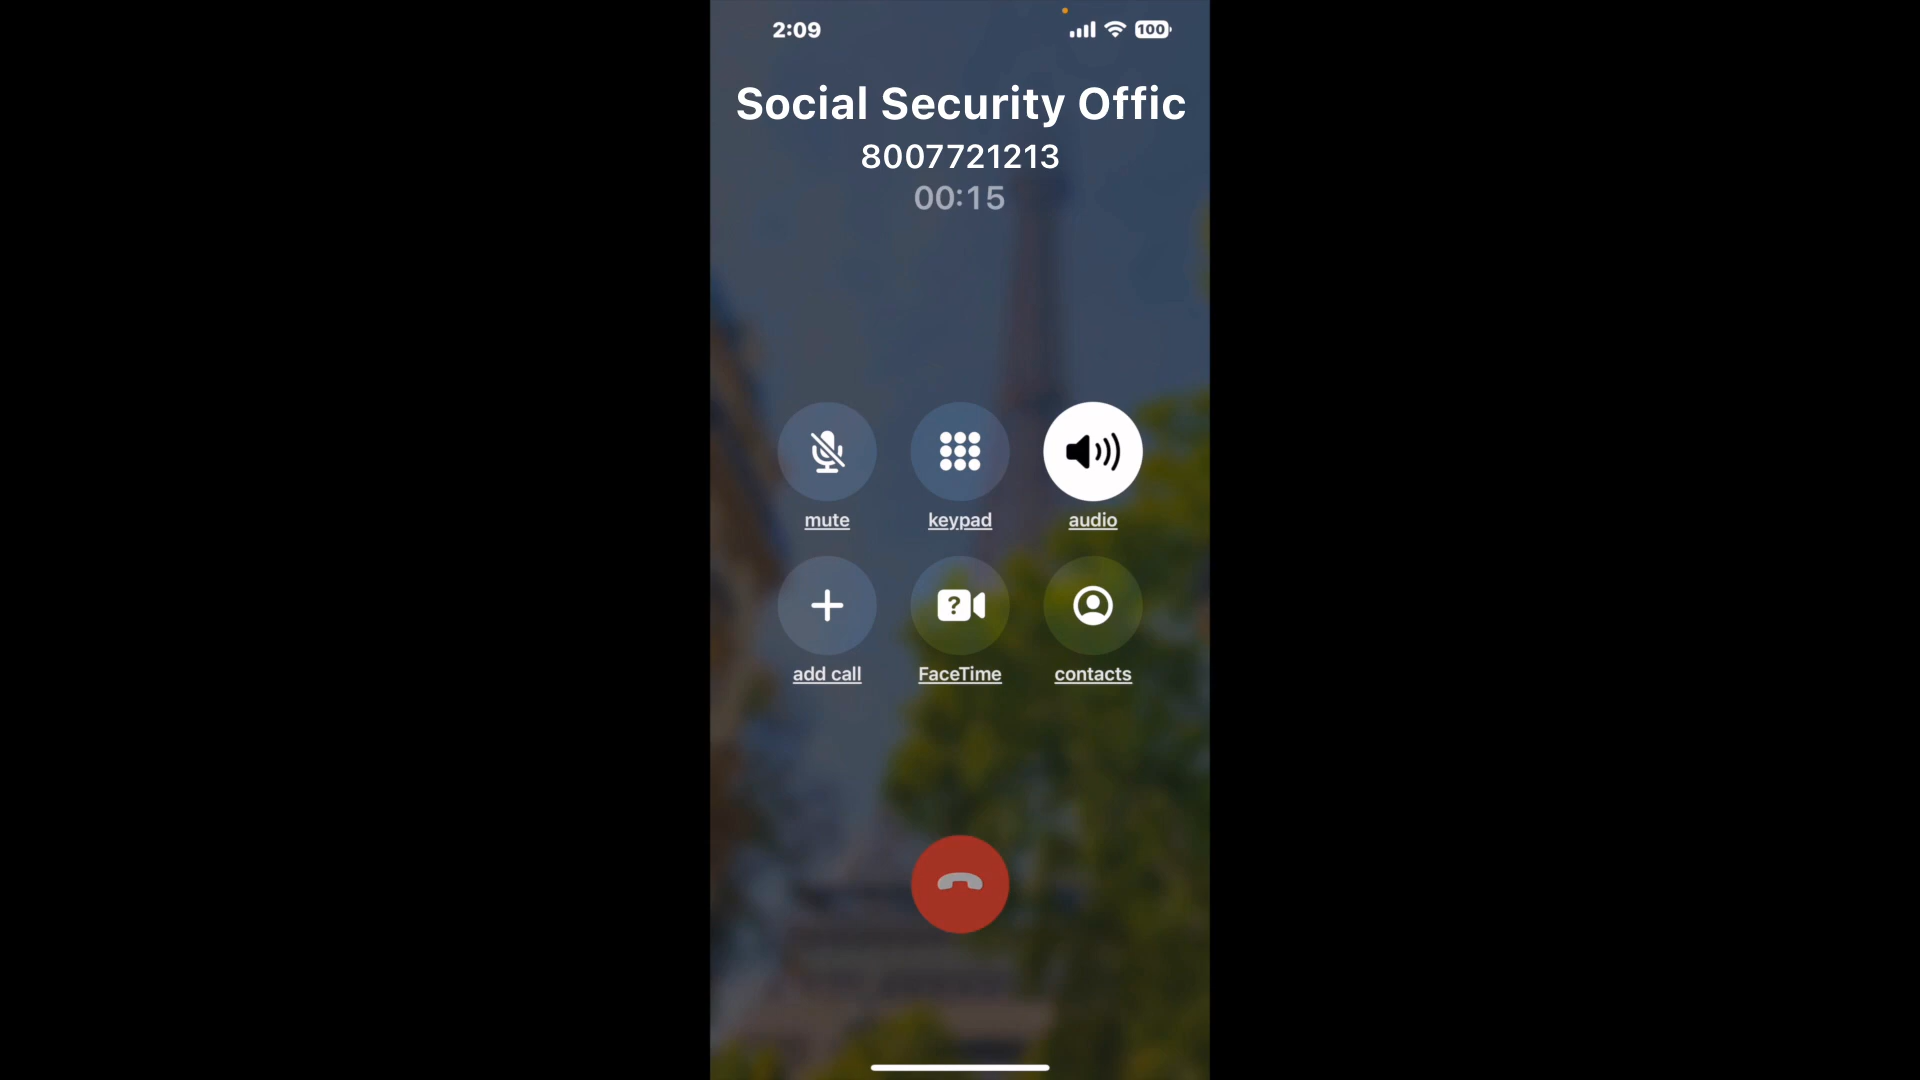 2:09
100
Social Security Offic
8007721213
00:15
mute
keypad
audio
?
add call
FaceTime
contacts